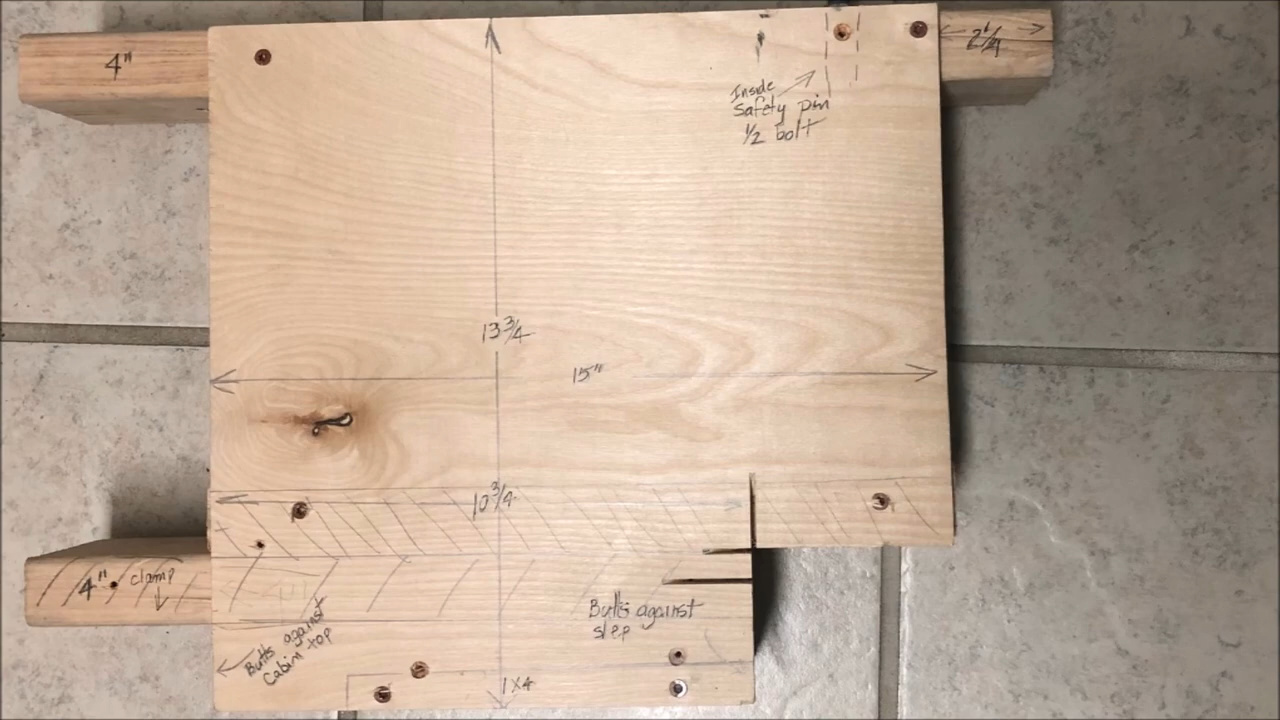 4"
2 1/4
Inside
Safety pin
1/2 bolt
13 3/4
15"
10 3/4
4"
clamp
Butts against
step
Butts against
Cabin top
1x4